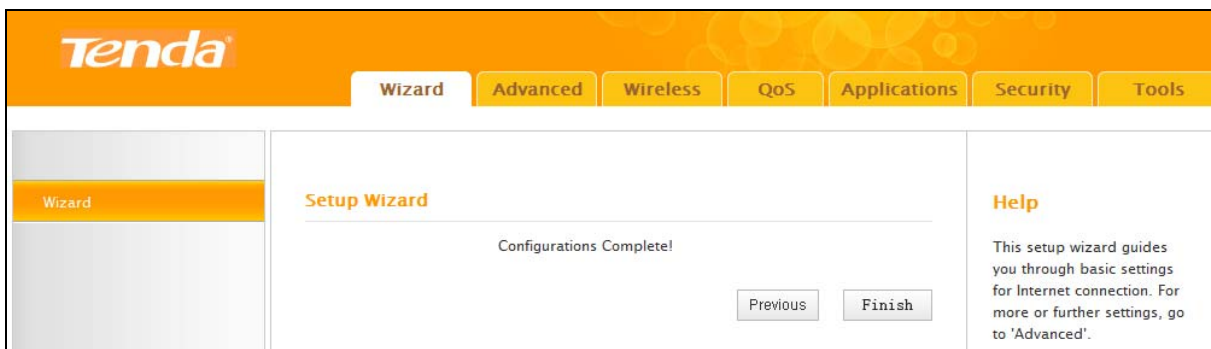 Tenda®
Wizard Advanced Wireless QoS Applications Security Tools
Wizard
Setup Wizard
Configurations Complete!
Previous Finish
Help
This setup wizard guides
you through basic settings
for Internet connection. For
more or further settings, go
to 'Advanced'.